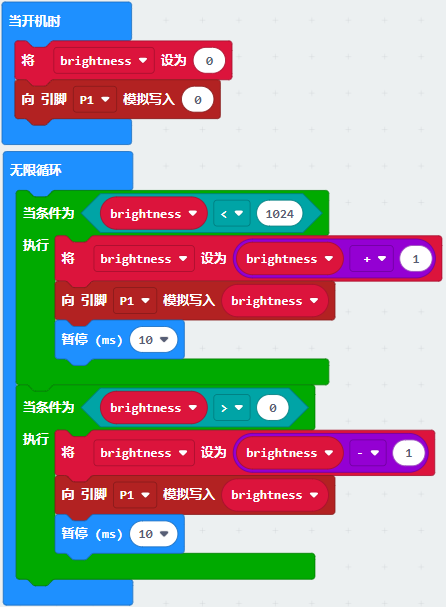 当开机时
将 brightness 设为 0
向 引脚 P1 模拟写入 0
无限循环
当条件为 brightness < 1024
执行
将 brightness 设为 brightness + 1
向 引脚 P1 模拟写入 brightness
暂停 (ms) 10
当条件为 brightness > 0
执行
将 brightness 设为 brightness - 1
向 引脚 P1 模拟写入 brightness
暂停 (ms) 10